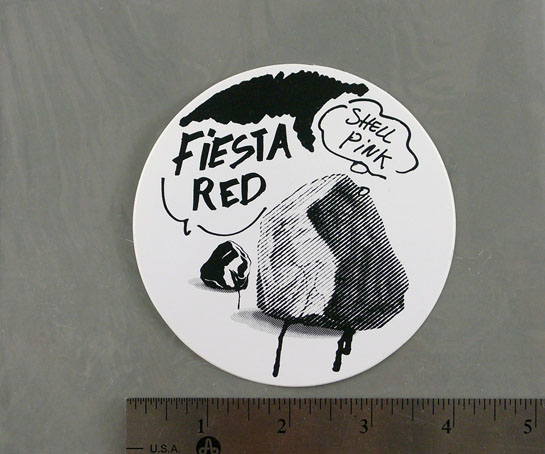 FiESTA
RED
SHELL
PiNK
1 2 3 4 5
U.S.A.